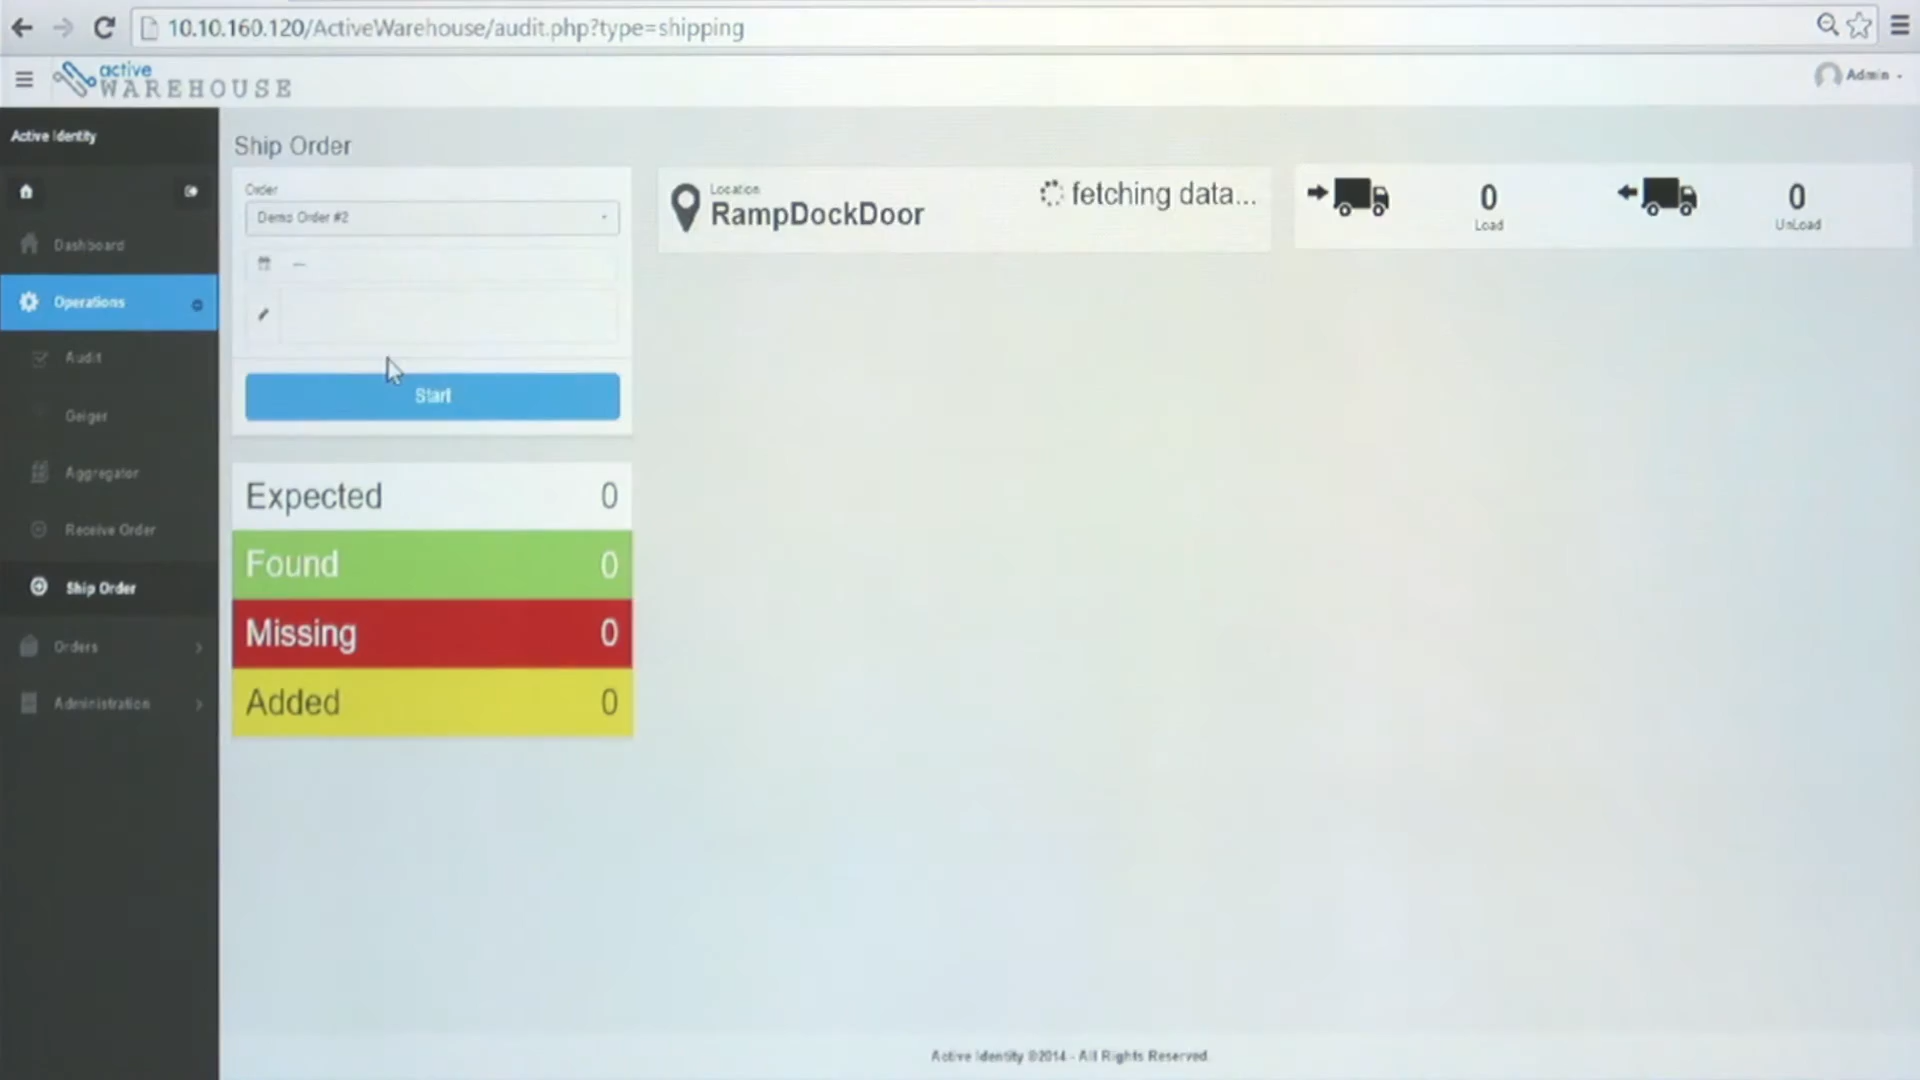 10.10.160.120/ActiveWarehouse/audit.php?type=shipping
active
WAREHOUSE
Admin
Active Identity
Dashboard
Operations
Audit
Geiger
Aggregator
Receive Order
Ship Order
Orders
Administration
Ship Order
Order
Demo Order #2
Start
Expected 0
Found 0
Missing 0
Added 0
Location
RampDockDoor
fetching data...
0
Load
0
UnLoad
Active Identity ©2014 - All Rights Reserved.